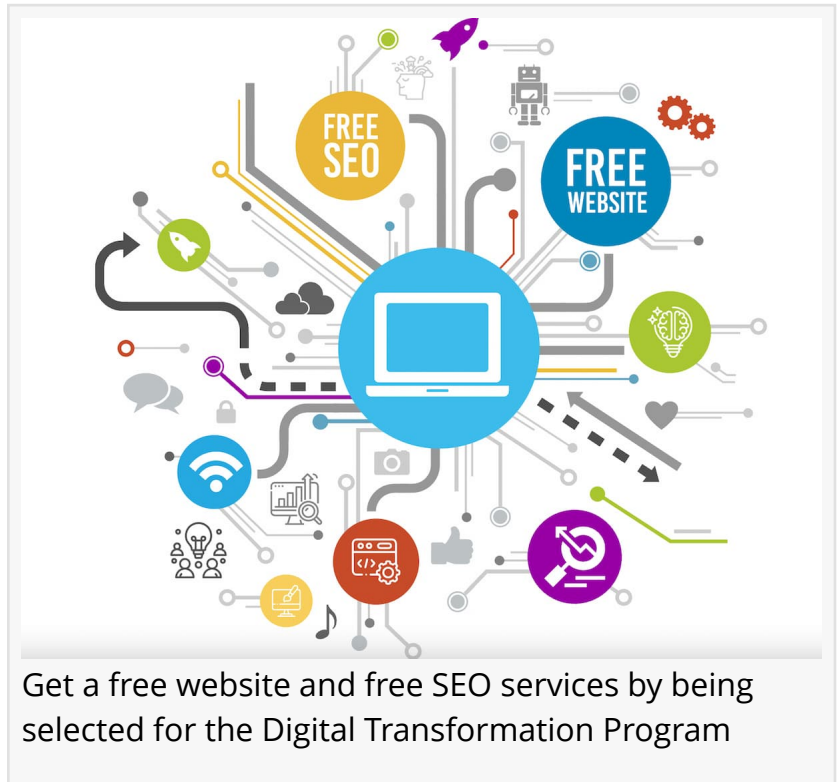 FREE
SEO
FREE
WEBSITE
Get a free website and free SEO services by being
selected for the Digital Transformation Program